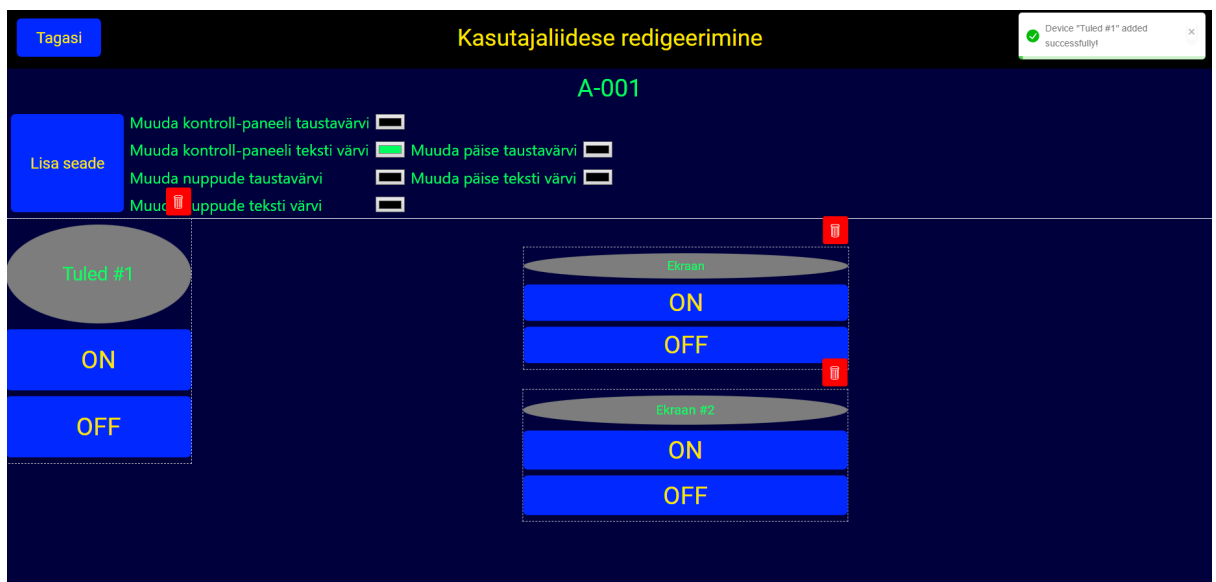 Tagasi
Kasutajaliidese redigeerimine
Device "Tuled #1" added
successfully!
A-001
Lisa seade
Muuda kontroll-paneeli taustavärvi
Muuda kontroll-paneeli teksti värvi
Muuda päise taustavärvi
Muuda nuppude taustavärvi
Muuda päise teksti värvi
teksti värvi
Tuled #1
ON
OFF
Ekraan
ON
OFF
Ekraan #2
ON
OFF